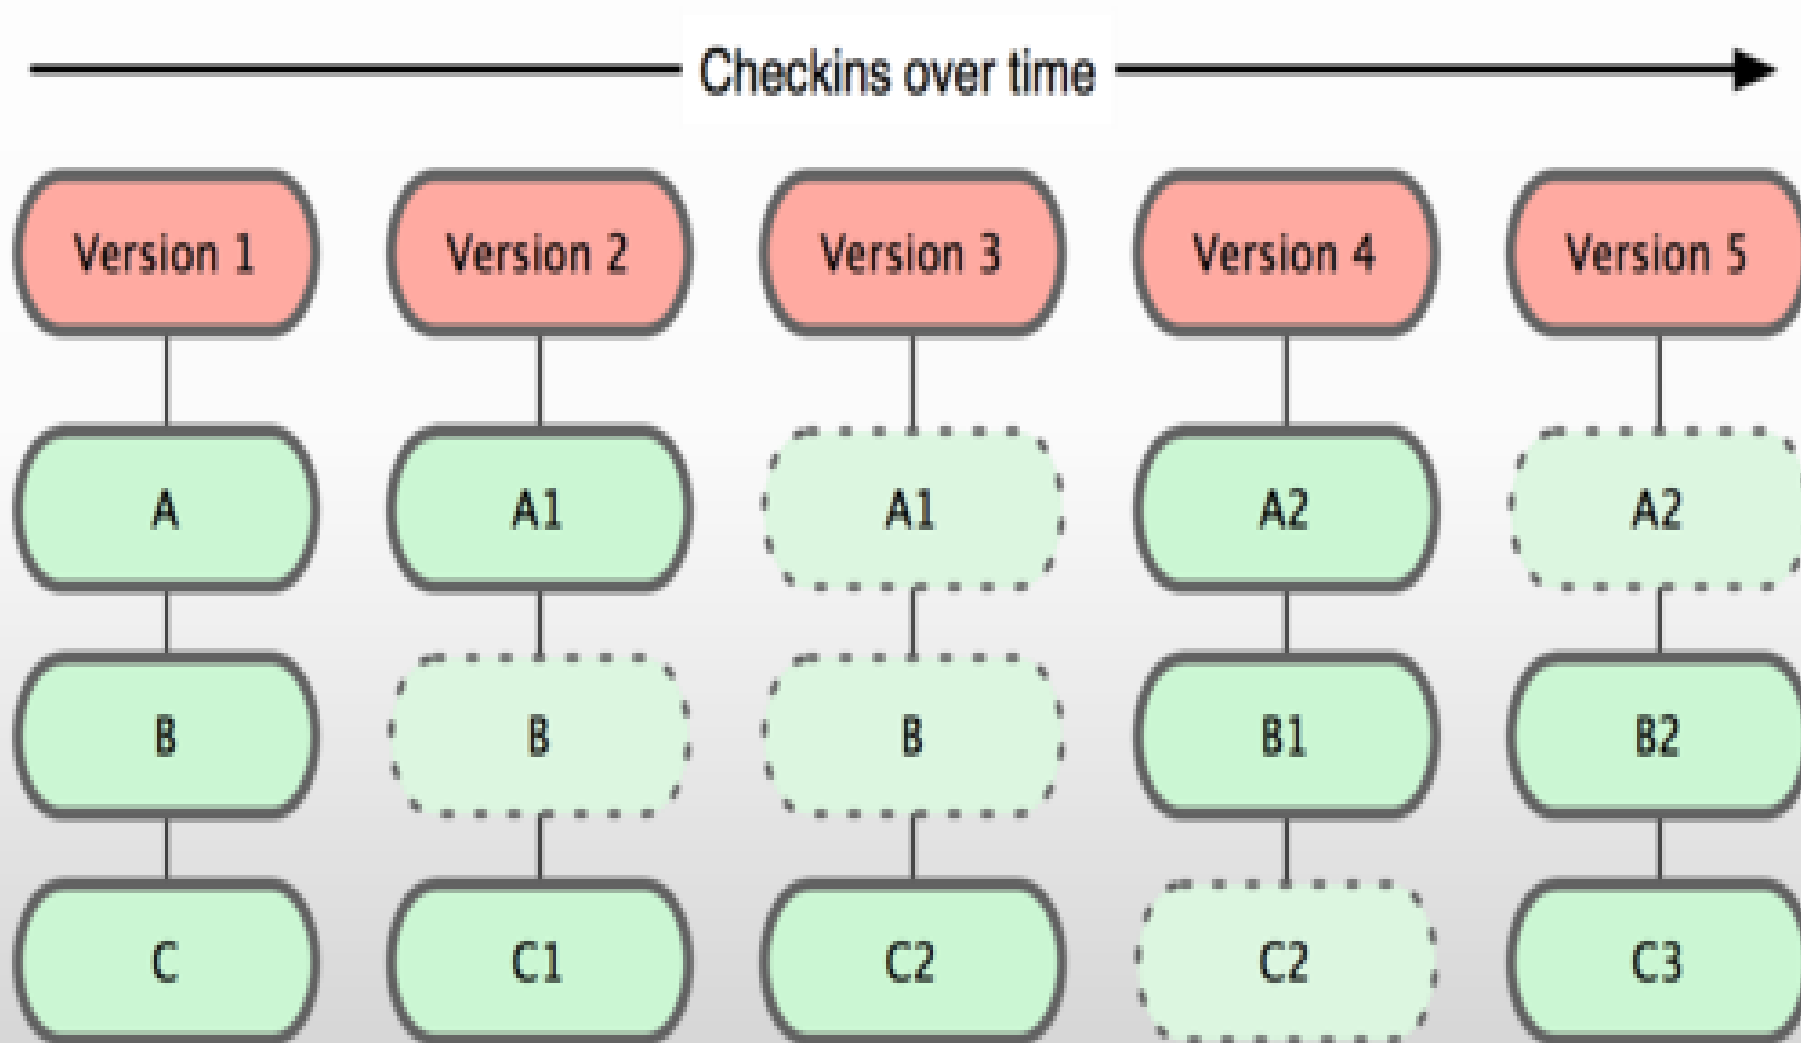 Checkins over time
Version 1 Version 2 Version 3 Version 4 Version 5
A A1 A1 A2 A2
B B B B1 B2
C C1 C2 C2 C3